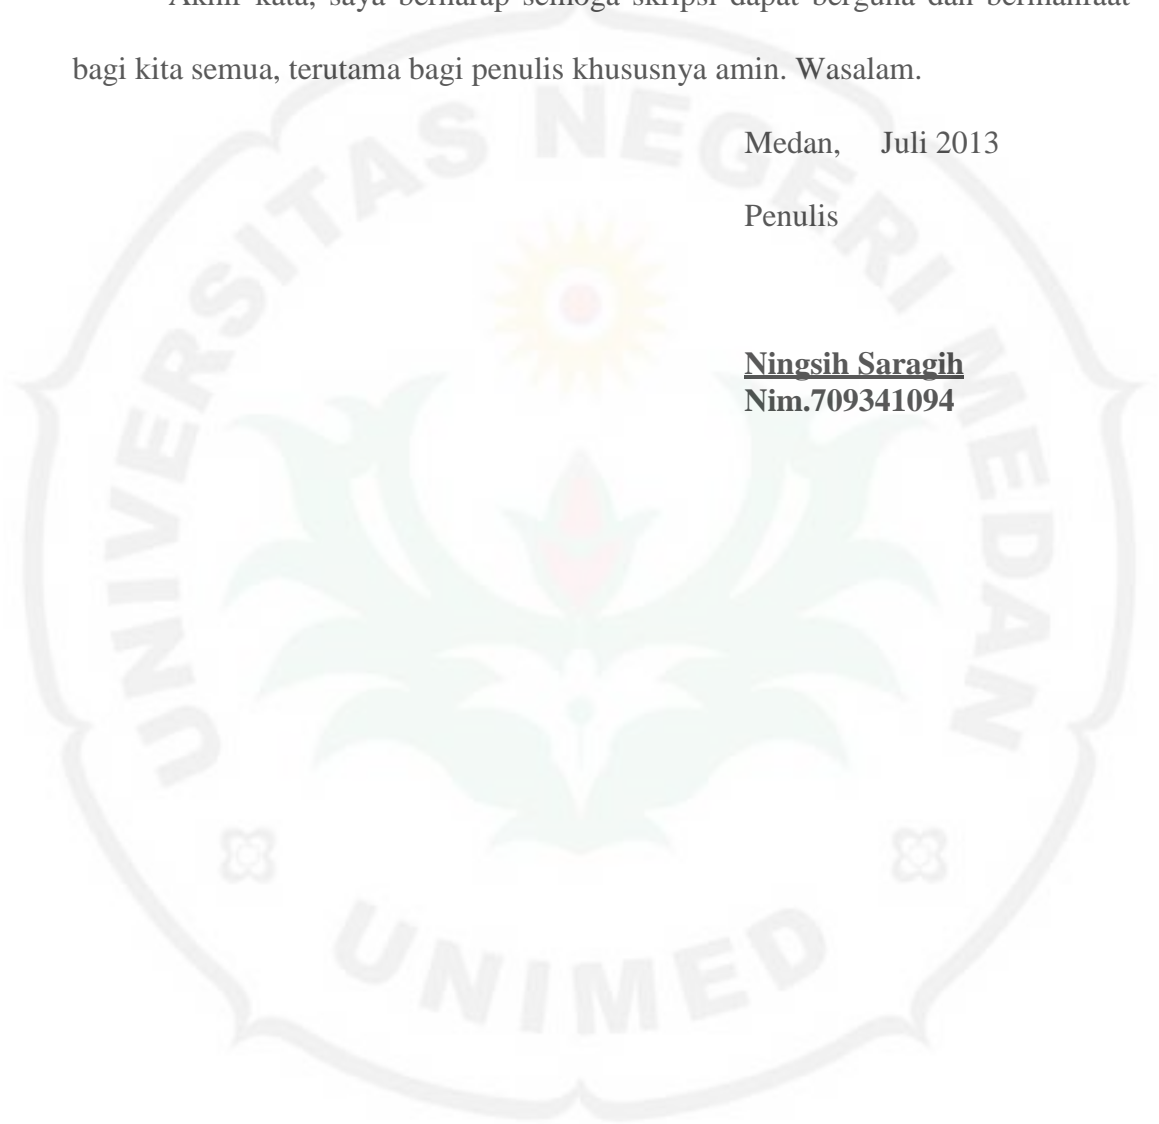 Akhir kata, saya berharap semoga skripsi dapat berguna dan bermanfaat
bagi kita semua, terutama bagi penulis khususnya amin. Wasalam.
Medan, Juli 2013
Penulis
Ningsih Saragih
Nim.709341094
UNIVERSITAS NEGERI MEDAN
UNIMED